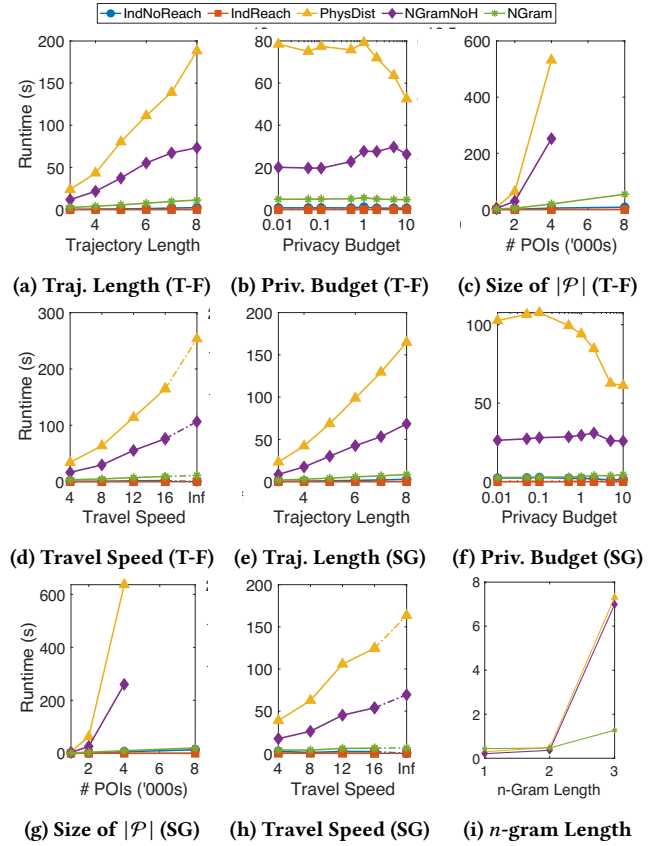 IndNoReach IndReach PhysDist NGramNoH NGram
Runtime (s)
200
150
100
50
0
4 6 8
Trajectory Length
(a) Traj. Length (T-F)
80
60
40
20
0
0.01 0.1 1 10
Privacy Budget
(b) Priv. Budget (T-F)
600
400
200
0
2 4 8
# POIs ('000s)
(c) Size of |𝒫| (T-F)
Runtime (s)
300
200
100
0
4 8 12 16 Inf
Travel Speed
(d) Travel Speed (T-F)
200
150
100
50
0
4 6 8
Trajectory Length
(e) Traj. Length (SG)
100
50
0
0.01 0.1 1 10
Privacy Budget
(f) Priv. Budget (SG)
Runtime (s)
600
400
200
0
2 4 8
# POIs ('000s)
(g) Size of |𝒫| (SG)
200
150
100
50
0
4 8 12 16 Inf
Travel Speed
(h) Travel Speed (SG)
8
6
4
2
0
1 2 3
n-Gram Length
(i) n-gram Length